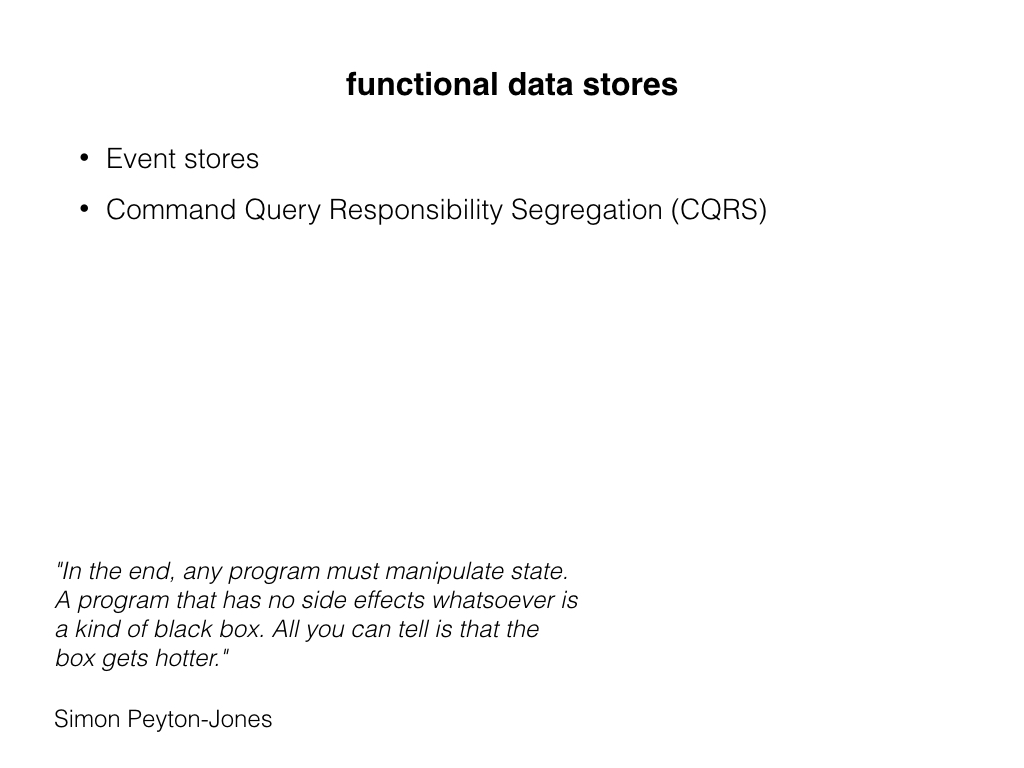 functional data stores
• Event stores
• Command Query Responsibility Segregation (CQRS)
"In the end, any program must manipulate state.
A program that has no side effects whatsoever is
a kind of black box. All you can tell is that the
box gets hotter."
Simon Peyton-Jones